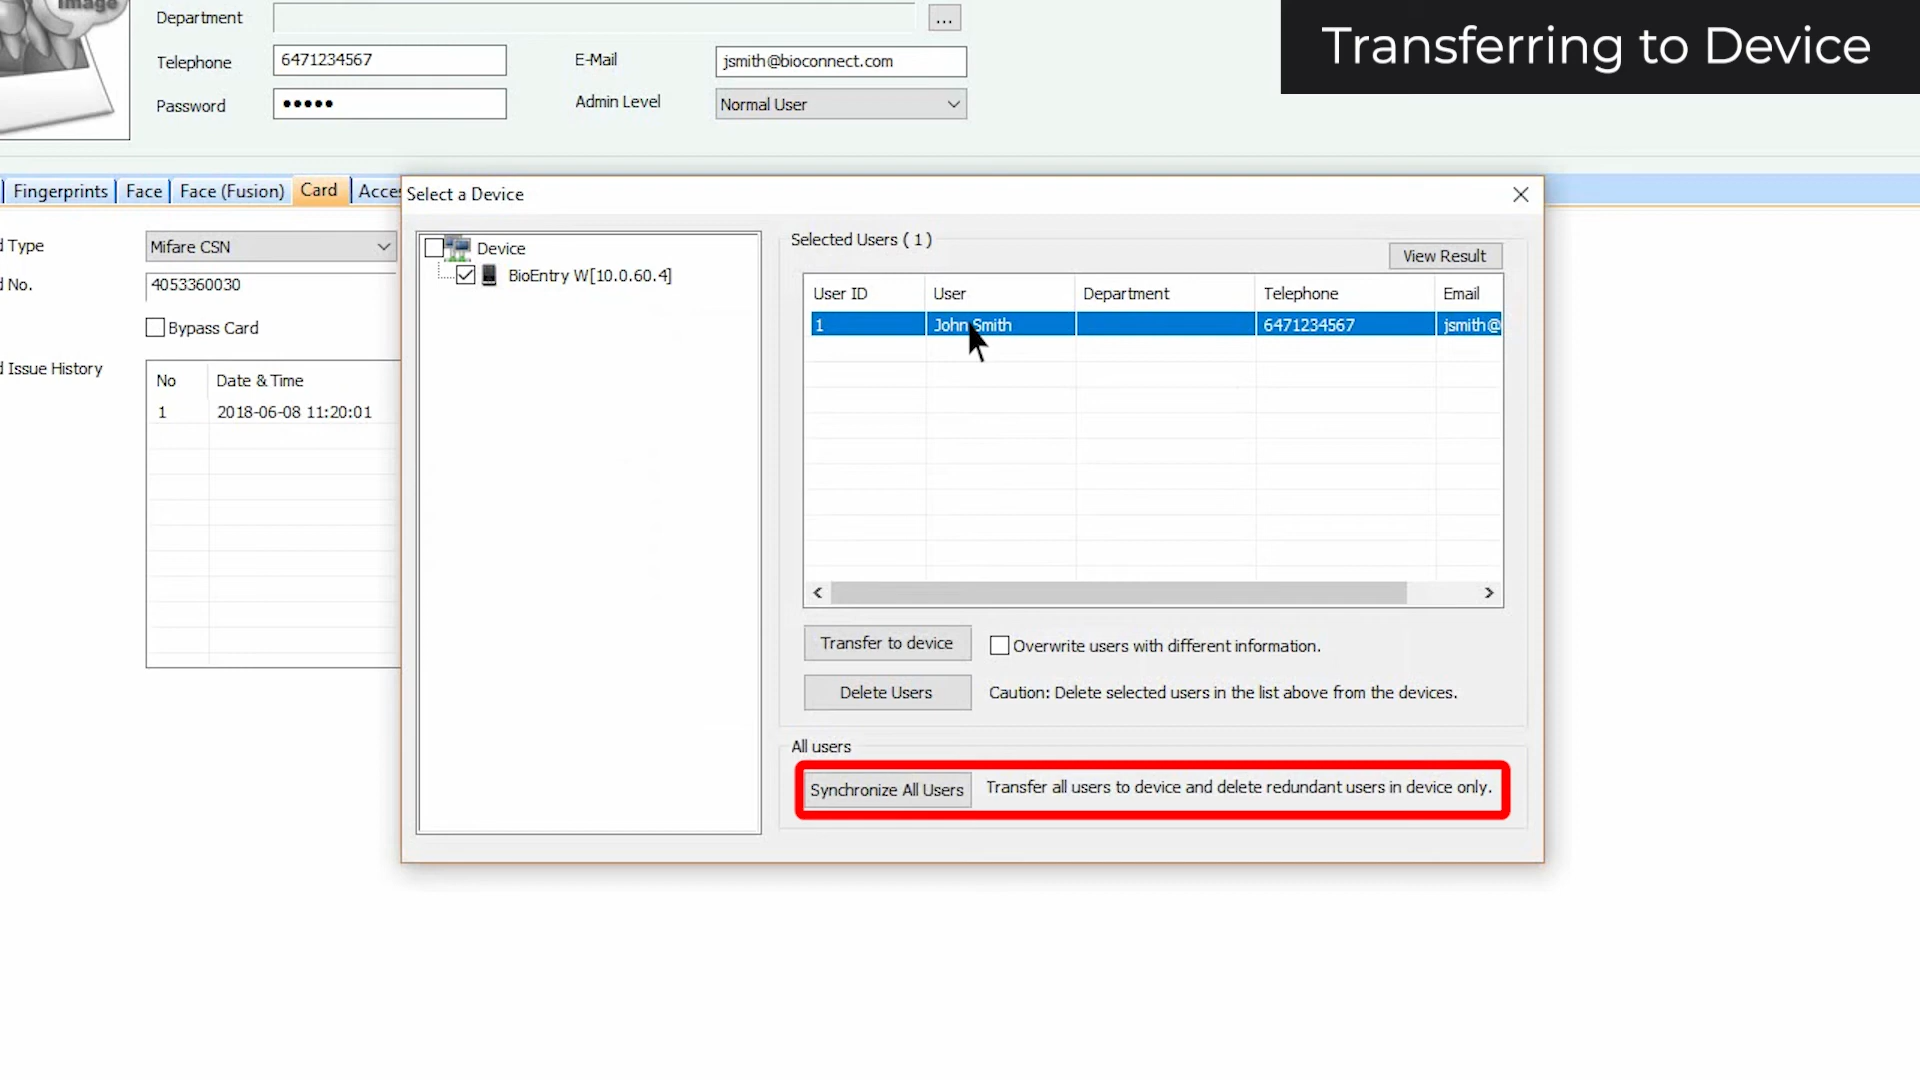 Image
Transferring to Device
Department
...
Telephone
6471234567
E-Mail
jsmith@bioconnect.com
Password
•••••
Admin Level
Normal User
Fingerprints
Face
Face (Fusion)
Card
Acces
Select a Device
d Type
Mifare CSN
d No.
4053360030
Bypass Card
d Issue History
No
Date & Time
1
2018-06-08 11:20:01
Device
BioEntry W[10.0.60.4]
Selected Users ( 1 )
View Result
User ID
User
Department
Telephone
Email
1
John Smith
6471234567
jsmith@
Transfer to device
Overwrite users with different information.
Delete Users
Caution: Delete selected users in the list above from the devices.
All users
Synchronize All Users
Transfer all users to device and delete redundant users in device only.